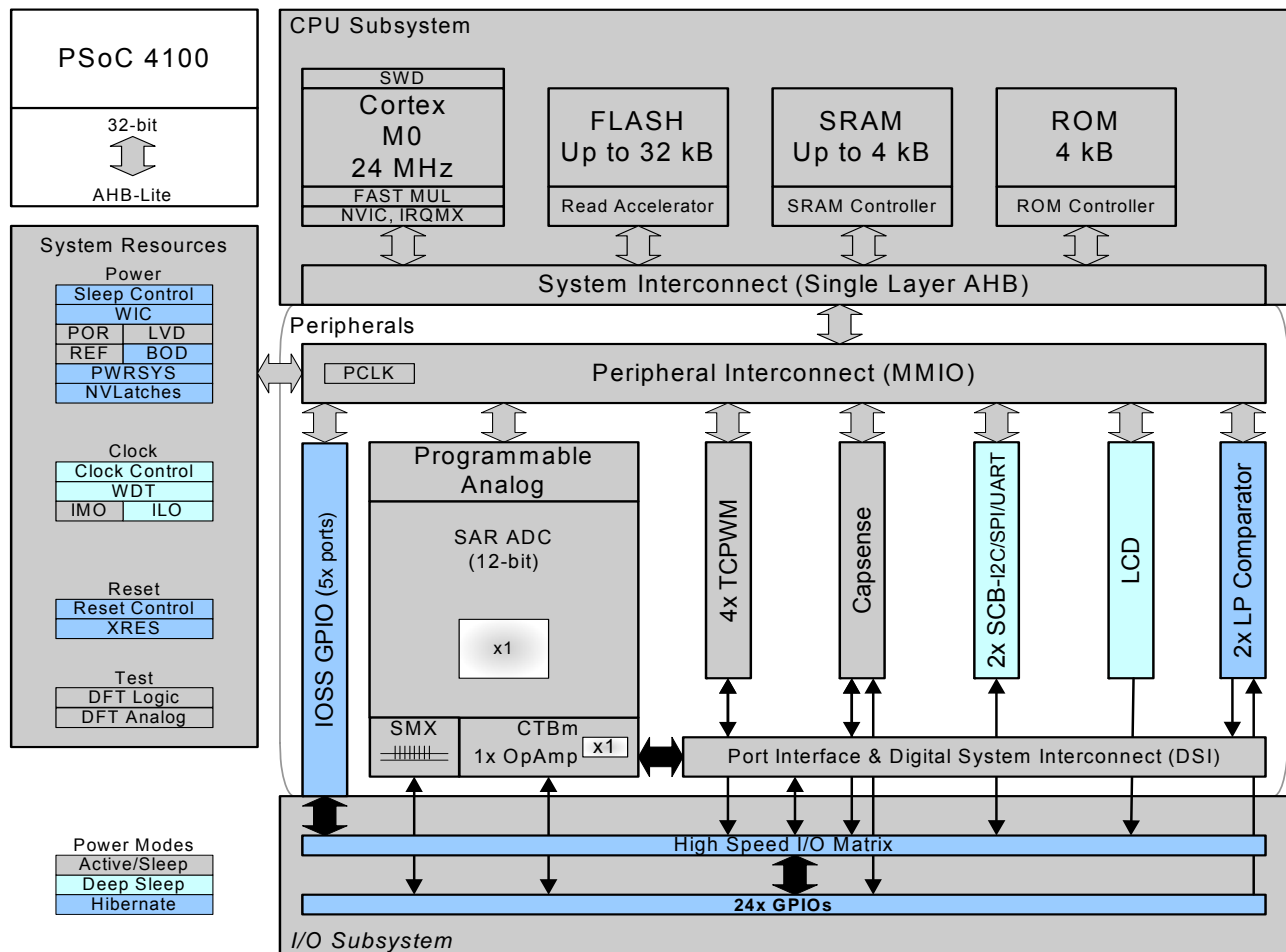 PSoC 4100
32-bit
AHB-Lite
CPU Subsystem
SWD
Cortex
M0
24 MHz
FAST MUL
NVIC, IRQMX
FLASH
Up to 32 kB
Read Accelerator
SRAM
Up to 4 kB
SRAM Controller
ROM
4 kB
ROM Controller
System Interconnect (Single Layer AHB)
System Resources
Power
Sleep Control
WIC
POR LVD
REF BOD
PWRSYS
NVLatches
Clock
Clock Control
WDT
IMO ILO
Reset
Reset Control
XRES
Test
DFT Logic
DFT Analog
Peripherals
PCLK
Peripheral Interconnect (MMIO)
IOSS GPIO (5x ports)
Programmable
Analog
SAR ADC
(12-bit)
x1
SMX
CTBm
1x OpAmp
x1
4x TCPWM
Capsense
2x SCB-I2C/SPI/UART
LCD
2x LP Comparator
Port Interface & Digital System Interconnect (DSI)
High Speed I/O Matrix
24x GPIOs
I/O Subsystem
Power Modes
Active/Sleep
Deep Sleep
Hibernate